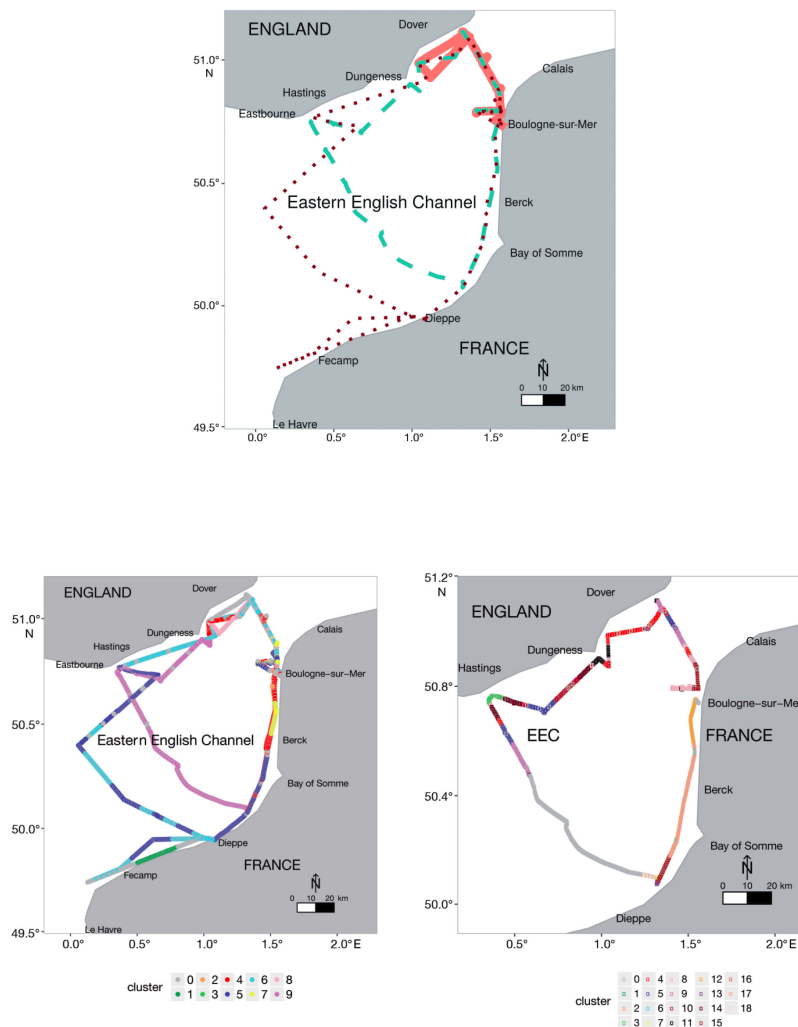 ENGLAND
Dover
51.0°
N
Calais
Dungeness
Hastings
Eastbourne
Boulogne-sur-Mer
50.5°
Eastern English Channel
Berck
Bay of Somme
50.0°
Dieppe
FRANCE
Fecamp
N
0 10 20 km
Le Havre
49.5°
0.0° 0.5° 1.0° 1.5° 2.0° E
ENGLAND
Dover
51.0°
N
Calais
Dungeness
Hastings
Eastbourne
Boulogne-sur-Mer
50.5°
Eastern English Channel
Berck
Bay of Somme
50.0°
Dieppe
FRANCE
Fecamp
N
0 10 20 km
Le Havre
49.5°
0.0° 0.5° 1.0° 1.5° 2.0° E
cluster 0 2 4 6 8
1 3 5 7 9
51.2°
N
Dover
ENGLAND
Calais
Dungeness
Hastings
50.8°
Boulogne-sur-Mer
EEC
FRANCE
Berck
50.4°
Bay of Somme
N
0 10 20 km
Dieppe
50.0°
0.5° 1.0° 1.5° 2.0° E
cluster 0 4 8 12 16
1 5 9 13 17
2 6 10 14 18
3 7 11 15